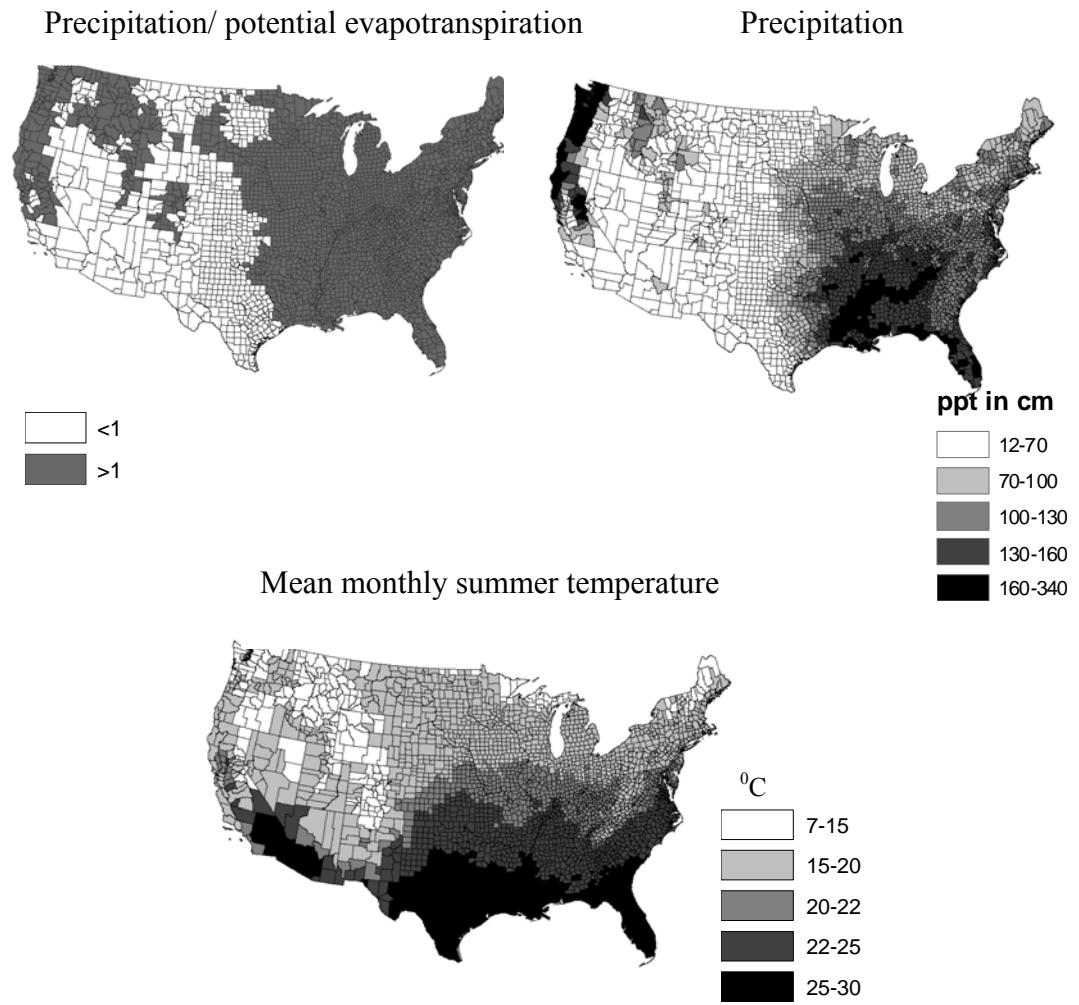 Precipitation/ potential evapotranspiration
Precipitation
<1
>1
ppt in cm
12-70
70-100
100-130
130-160
160-340
Mean monthly summer temperature
⁰C
7-15
15-20
20-22
22-25
25-30